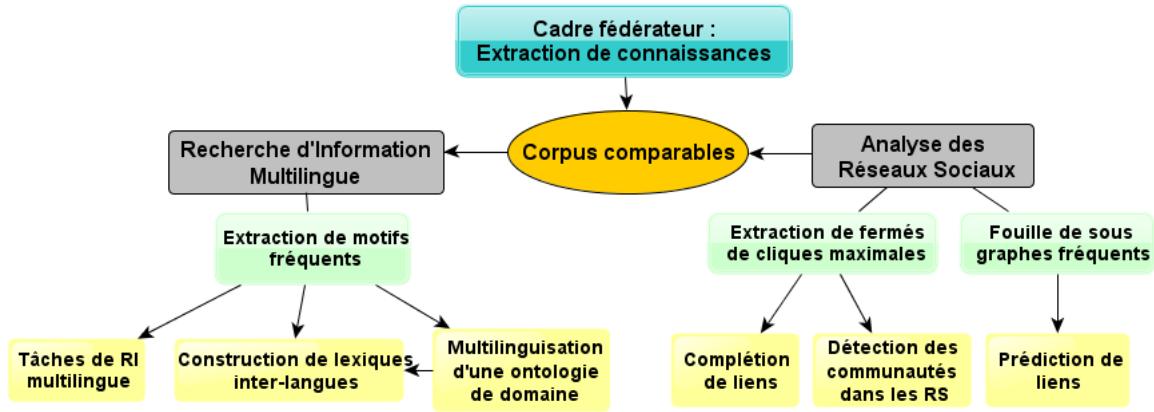 Cadre fédérateur :
Extraction de connaissances
Corpus comparables
Recherche d'Information
Multilingue
Analyse des
Réseaux Sociaux
Extraction de motifs
fréquents
Extraction de fermés
de cliques maximales
Fouille de sous
graphes fréquents
Tâches de RI
multilingue
Construction de lexiques
inter-langues
Multilinguisation
d'une ontologie
de domaine
Complétion
de liens
Détection des
communautés
dans les RS
Prédiction de
liens